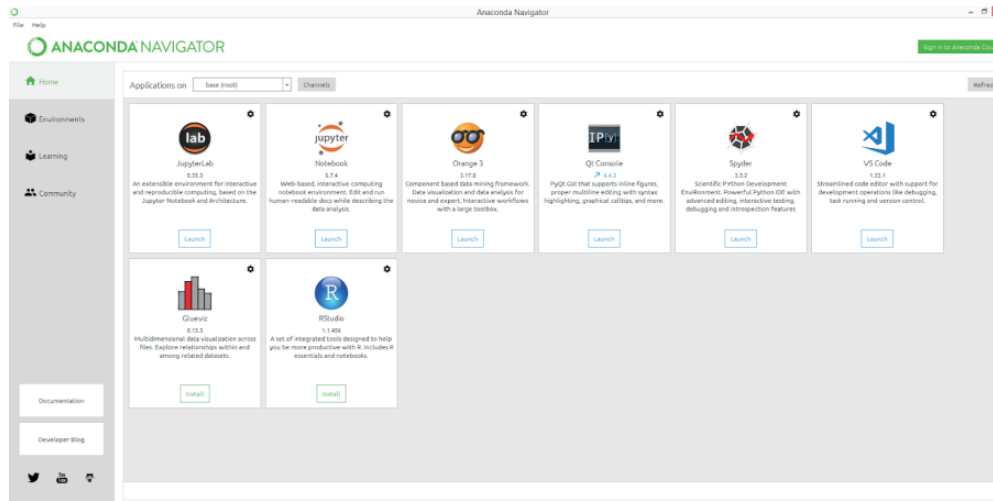 Anaconda Navigator
File Help
ANACONDA NAVIGATOR
Sign in to Anaconda Clou
Home
Environments
Learning
Community
Documentation
Developer Blog
Applications on base (root) Channels
Refres
lab
JupyterLab
0.35.3
An extensible environment for interactive
and reproducible computing, based on the
Jupyter Notebook and Architecture.
Launch
jupyter
Notebook
5.7.4
Web-based, interactive computing
notebook environment. Edit and run
human-readable docs while describing the
data analysis.
Launch
Orange 3
3.17.0
Component based data mining framework.
Data visualization and data analysis for
novice and expert. Interactive workflows
with a large toolbox.
Launch
IP[y]:
Qt Console
4.4.3
PyQt GUI that supports inline figures,
proper multiline editing with syntax
highlighting, graphical calltips, and more.
Launch
Spyder
3.3.2
Scientific PYthon Development
EnviRonment. Powerful Python IDE with
advanced editing, interactive testing,
debugging and introspection features
Launch
VS Code
1.33.1
Streamlined code editor with support for
development operations like debugging,
task running and version control.
Launch
Glueviz
0.13.3
Multidimensional data visualization across
files. Explore relationships within and
among related datasets.
Install
R
RStudio
1.1.456
A set of integrated tools designed to help
you be more productive with R. Includes R
essentials and notebooks.
Install
You
Tube